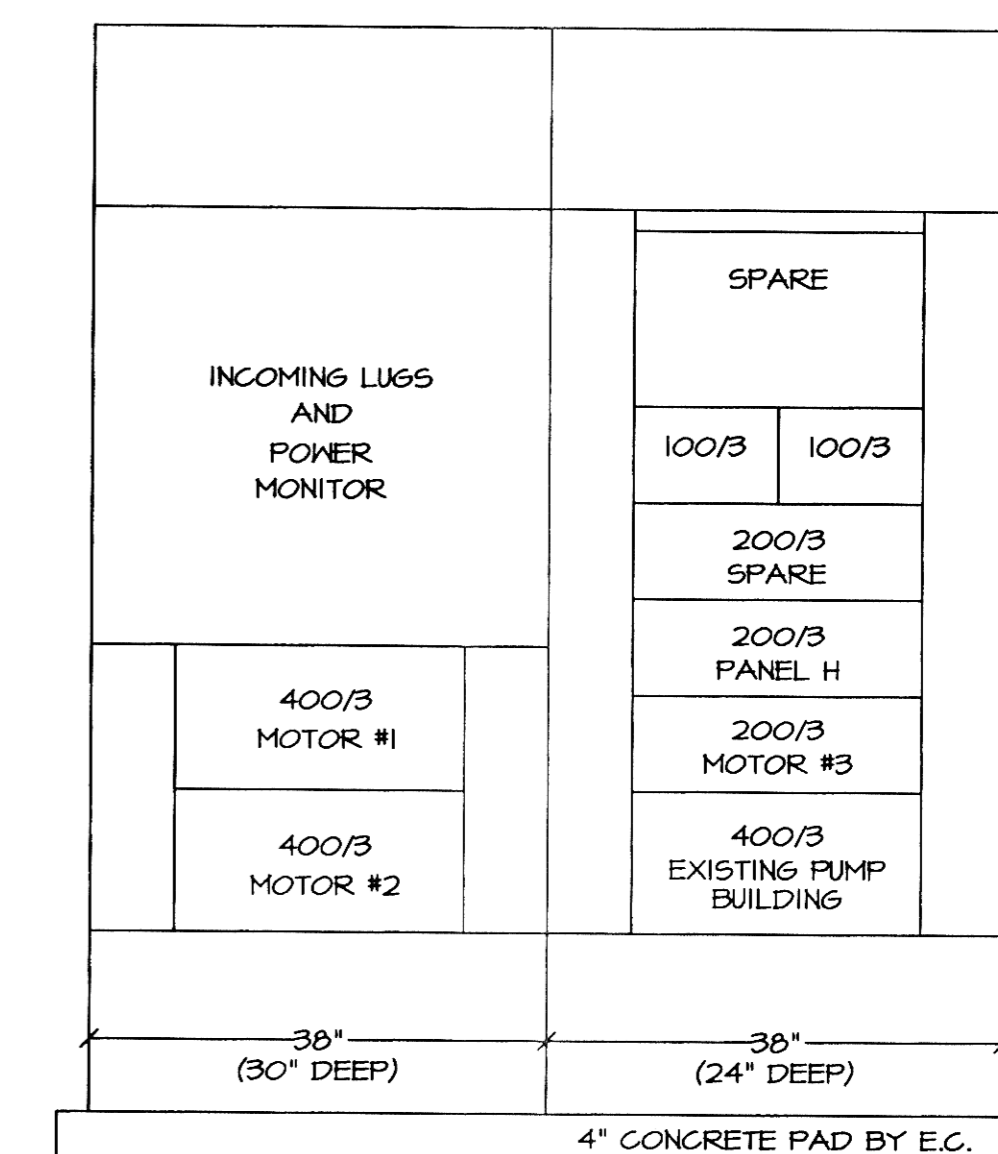 INCOMING LUGS
AND
POWER
MONITOR
400/3
MOTOR #1
400/3
MOTOR #2
SPARE
100/3
100/3
200/3
SPARE
200/3
PANEL H
200/3
MOTOR #3
400/3
EXISTING PUMP
BUILDING
38"
(30" DEEP)
38"
(24" DEEP)
4" CONCRETE PAD BY E.C.